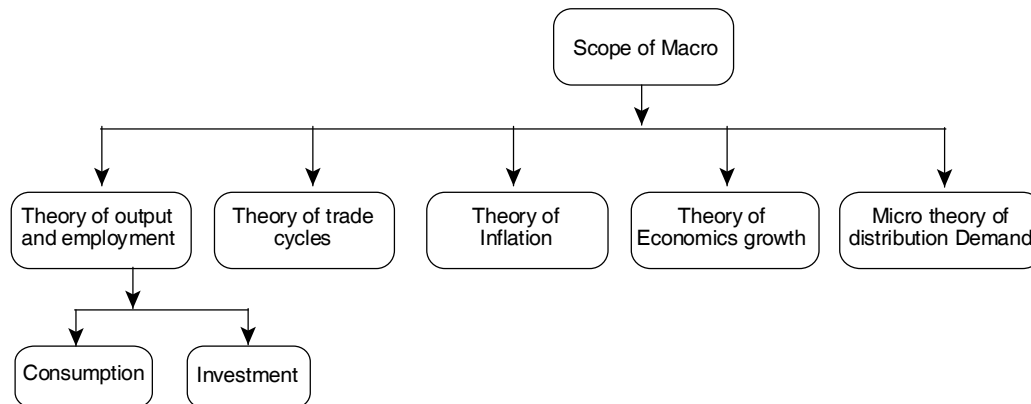 Scope of Macro
Theory of output
and employment
Theory of trade
cycles
Theory of
Inflation
Theory of
Economics growth
Micro theory of
distribution Demand
Consumption
Investment